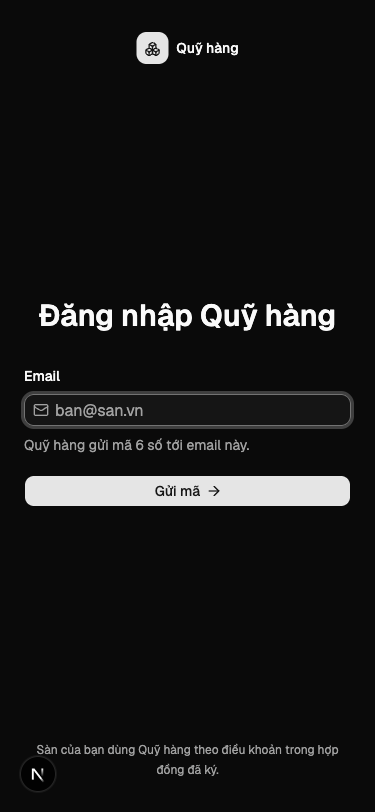 Quỹ hàng
Đăng nhập Quỹ hàng
Email
ban@san.vn
Quỹ hàng gửi mã 6 số tới email này.
Gửi mã →
Sàn của bạn dùng Quỹ hàng theo điều khoản trong hợp
đồng đã ký.
N